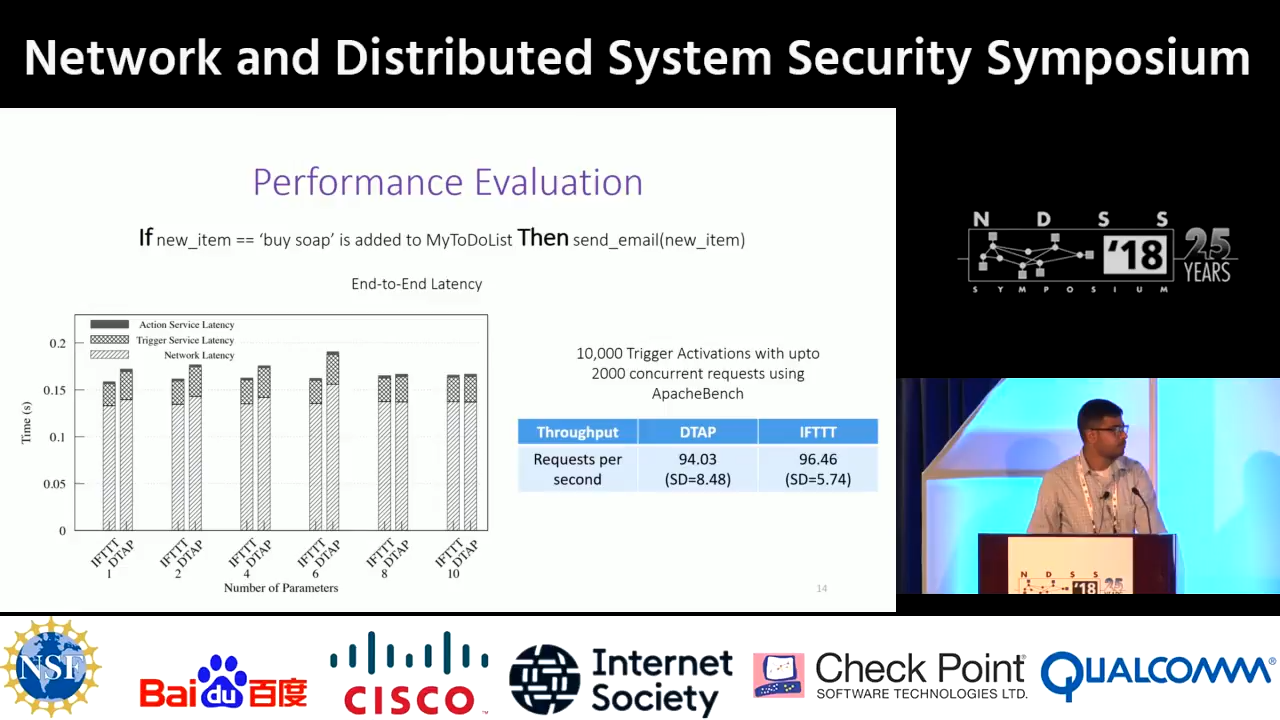 Network and Distributed System Security Symposium
Performance Evaluation
If new_item == ‘buy soap’ is added to MyToDoList Then send_email(new_item)
End-to-End Latency
Action Service Latency
Trigger Service Latency
Network Latency
0.2
0.15
0.1
0.05
0
Time (s)
IFTTT DTAP IFTTT DTAP IFTTT DTAP IFTTT DTAP IFTTT DTAP IFTTT DTAP
1 2 4 6 8 10
Number of Parameters
10,000 Trigger Activations with upto
2000 concurrent requests using
ApacheBench
Throughput DTAP IFTTT
Requests per second 94.03 (SD=8.48) 96.46 (SD=5.74)
14
N D S S
'18
25 YEARS
S Y M P O S I U M
N D S S
'18 25
NSF
Baidu百度
CISCO
Internet Society
Check Point
SOFTWARE TECHNOLOGIES LTD.
QUALCOMM®